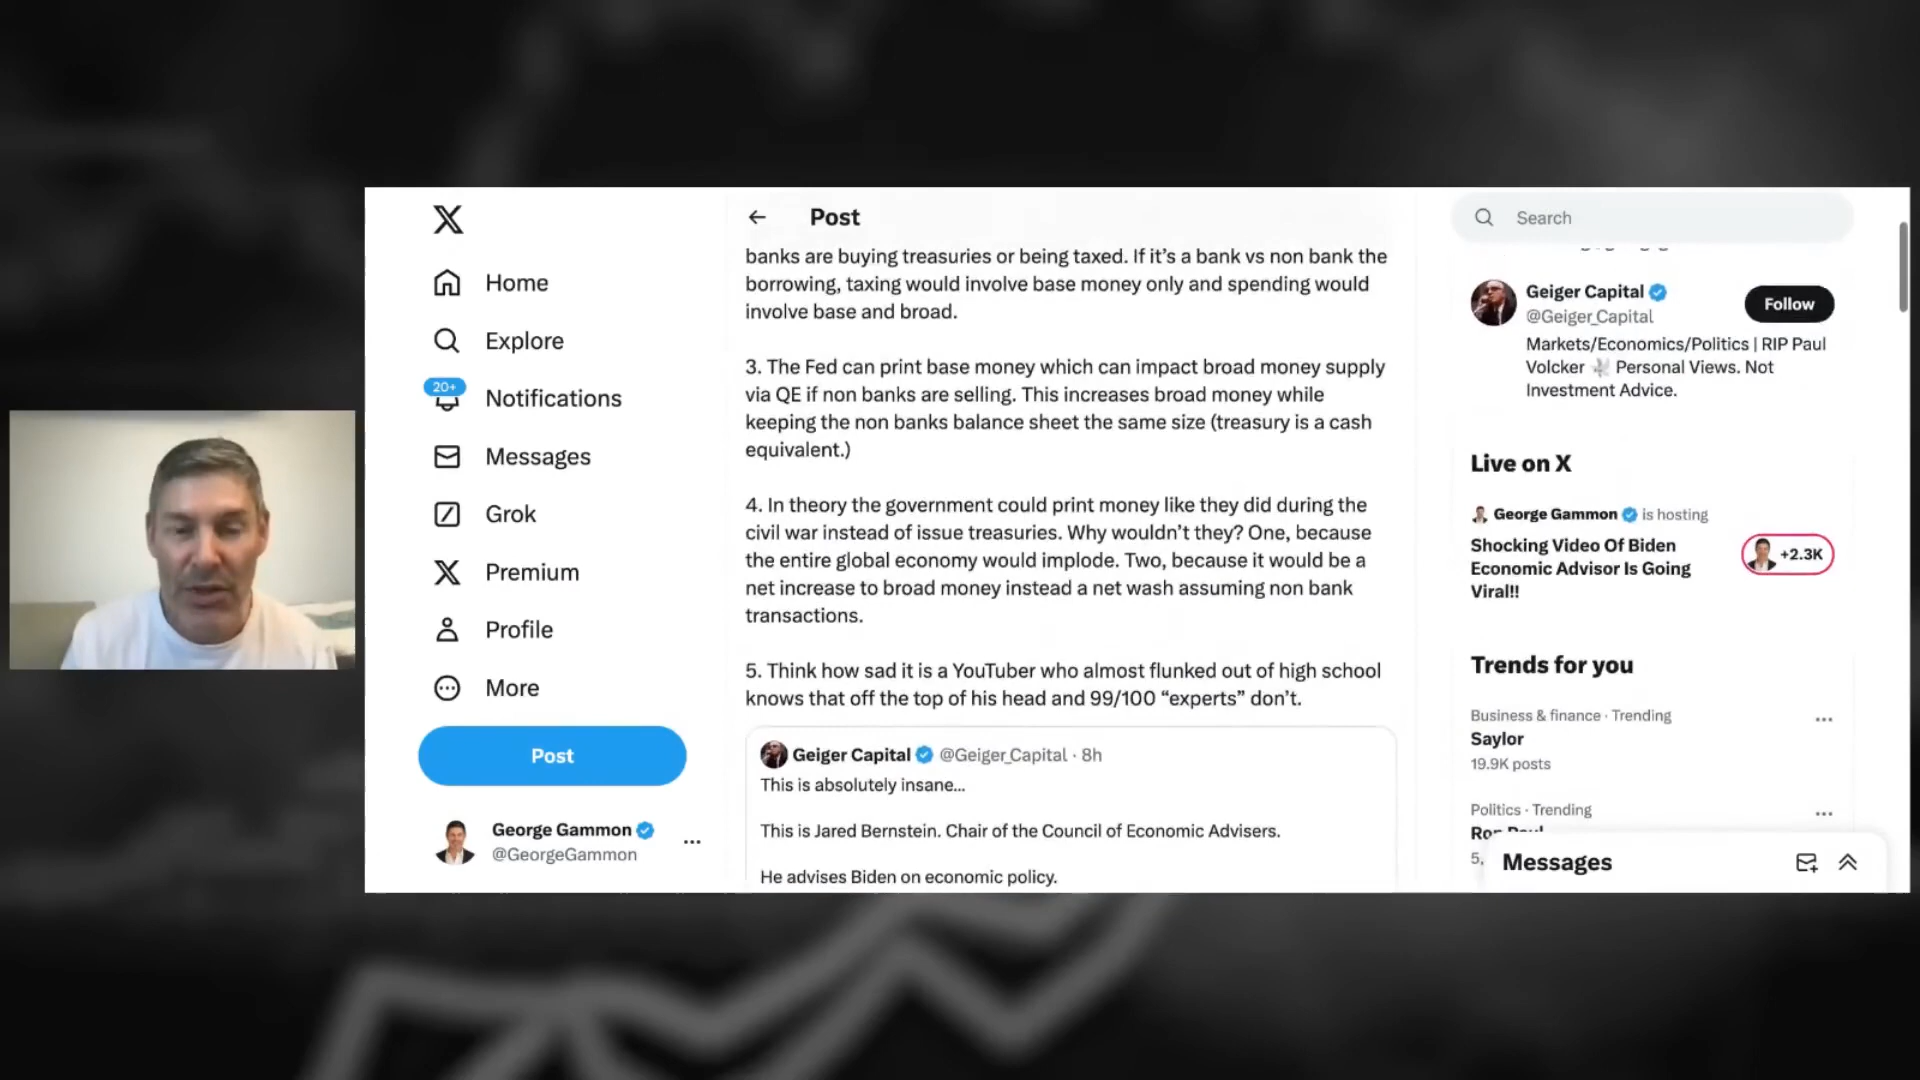 Home
Explore
20+
Notifications
Messages
Grok
Premium
Profile
More
Post
George Gammon
@GeorgeGammon
...
Post
banks are buying treasuries or being taxed. If it’s a bank vs non bank the
borrowing, taxing would involve base money only and spending would
involve base and broad.
3. The Fed can print base money which can impact broad money supply
via QE if non banks are selling. This increases broad money while
keeping the non banks balance sheet the same size (treasury is a cash
equivalent.)
4. In theory the government could print money like they did during the
civil war instead of issue treasuries. Why wouldn’t they? One, because
the entire global economy would implode. Two, because it would be a
net increase to broad money instead a net wash assuming non bank
transactions.
5. Think how sad it is a YouTuber who almost flunked out of high school
knows that off the top of his head and 99/100 “experts” don’t.
Geiger Capital @Geiger_Capital · 8h
This is absolutely insane...
This is Jared Bernstein. Chair of the Council of Economic Advisers.
He advises Biden on economic policy.
Search
Geiger Capital
@Geiger_Capital
Follow
Markets/Economics/Politics | RIP Paul
Volcker Personal Views. Not
Investment Advice.
Live on X
George Gammon is hosting
Shocking Video Of Biden
Economic Advisor Is Going
Viral!!
+2.3K
Trends for you
Business & finance · Trending
Saylor
19.9K posts
Politics · Trending
Ron Paul
5,
Messages